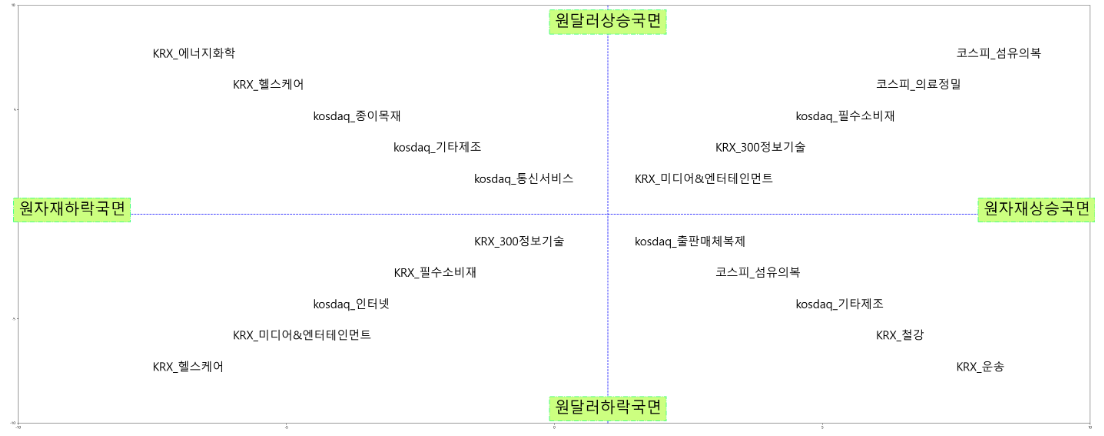 10
원달러상승국면
KRX_에너지화학
코스피_섬유의복
KRX_헬스케어
코스피_의료정밀
5
kosdaq_종이목재
kosdaq_필수소비재
kosdaq_기타제조
KRX_300정보기술
kosdaq_통신서비스
KRX_미디어&엔터테인먼트
원자재하락국면
원자재상승국면
KRX_300정보기술
kosdaq_출판매체복제
KRX_필수소비재
코스피_섬유의복
kosdaq_인터넷
kosdaq_기타제조
-5
KRX_미디어&엔터테인먼트
KRX_철강
KRX_헬스케어
KRX_운송
원달러하락국면
-10
-10
-5
0
5
10